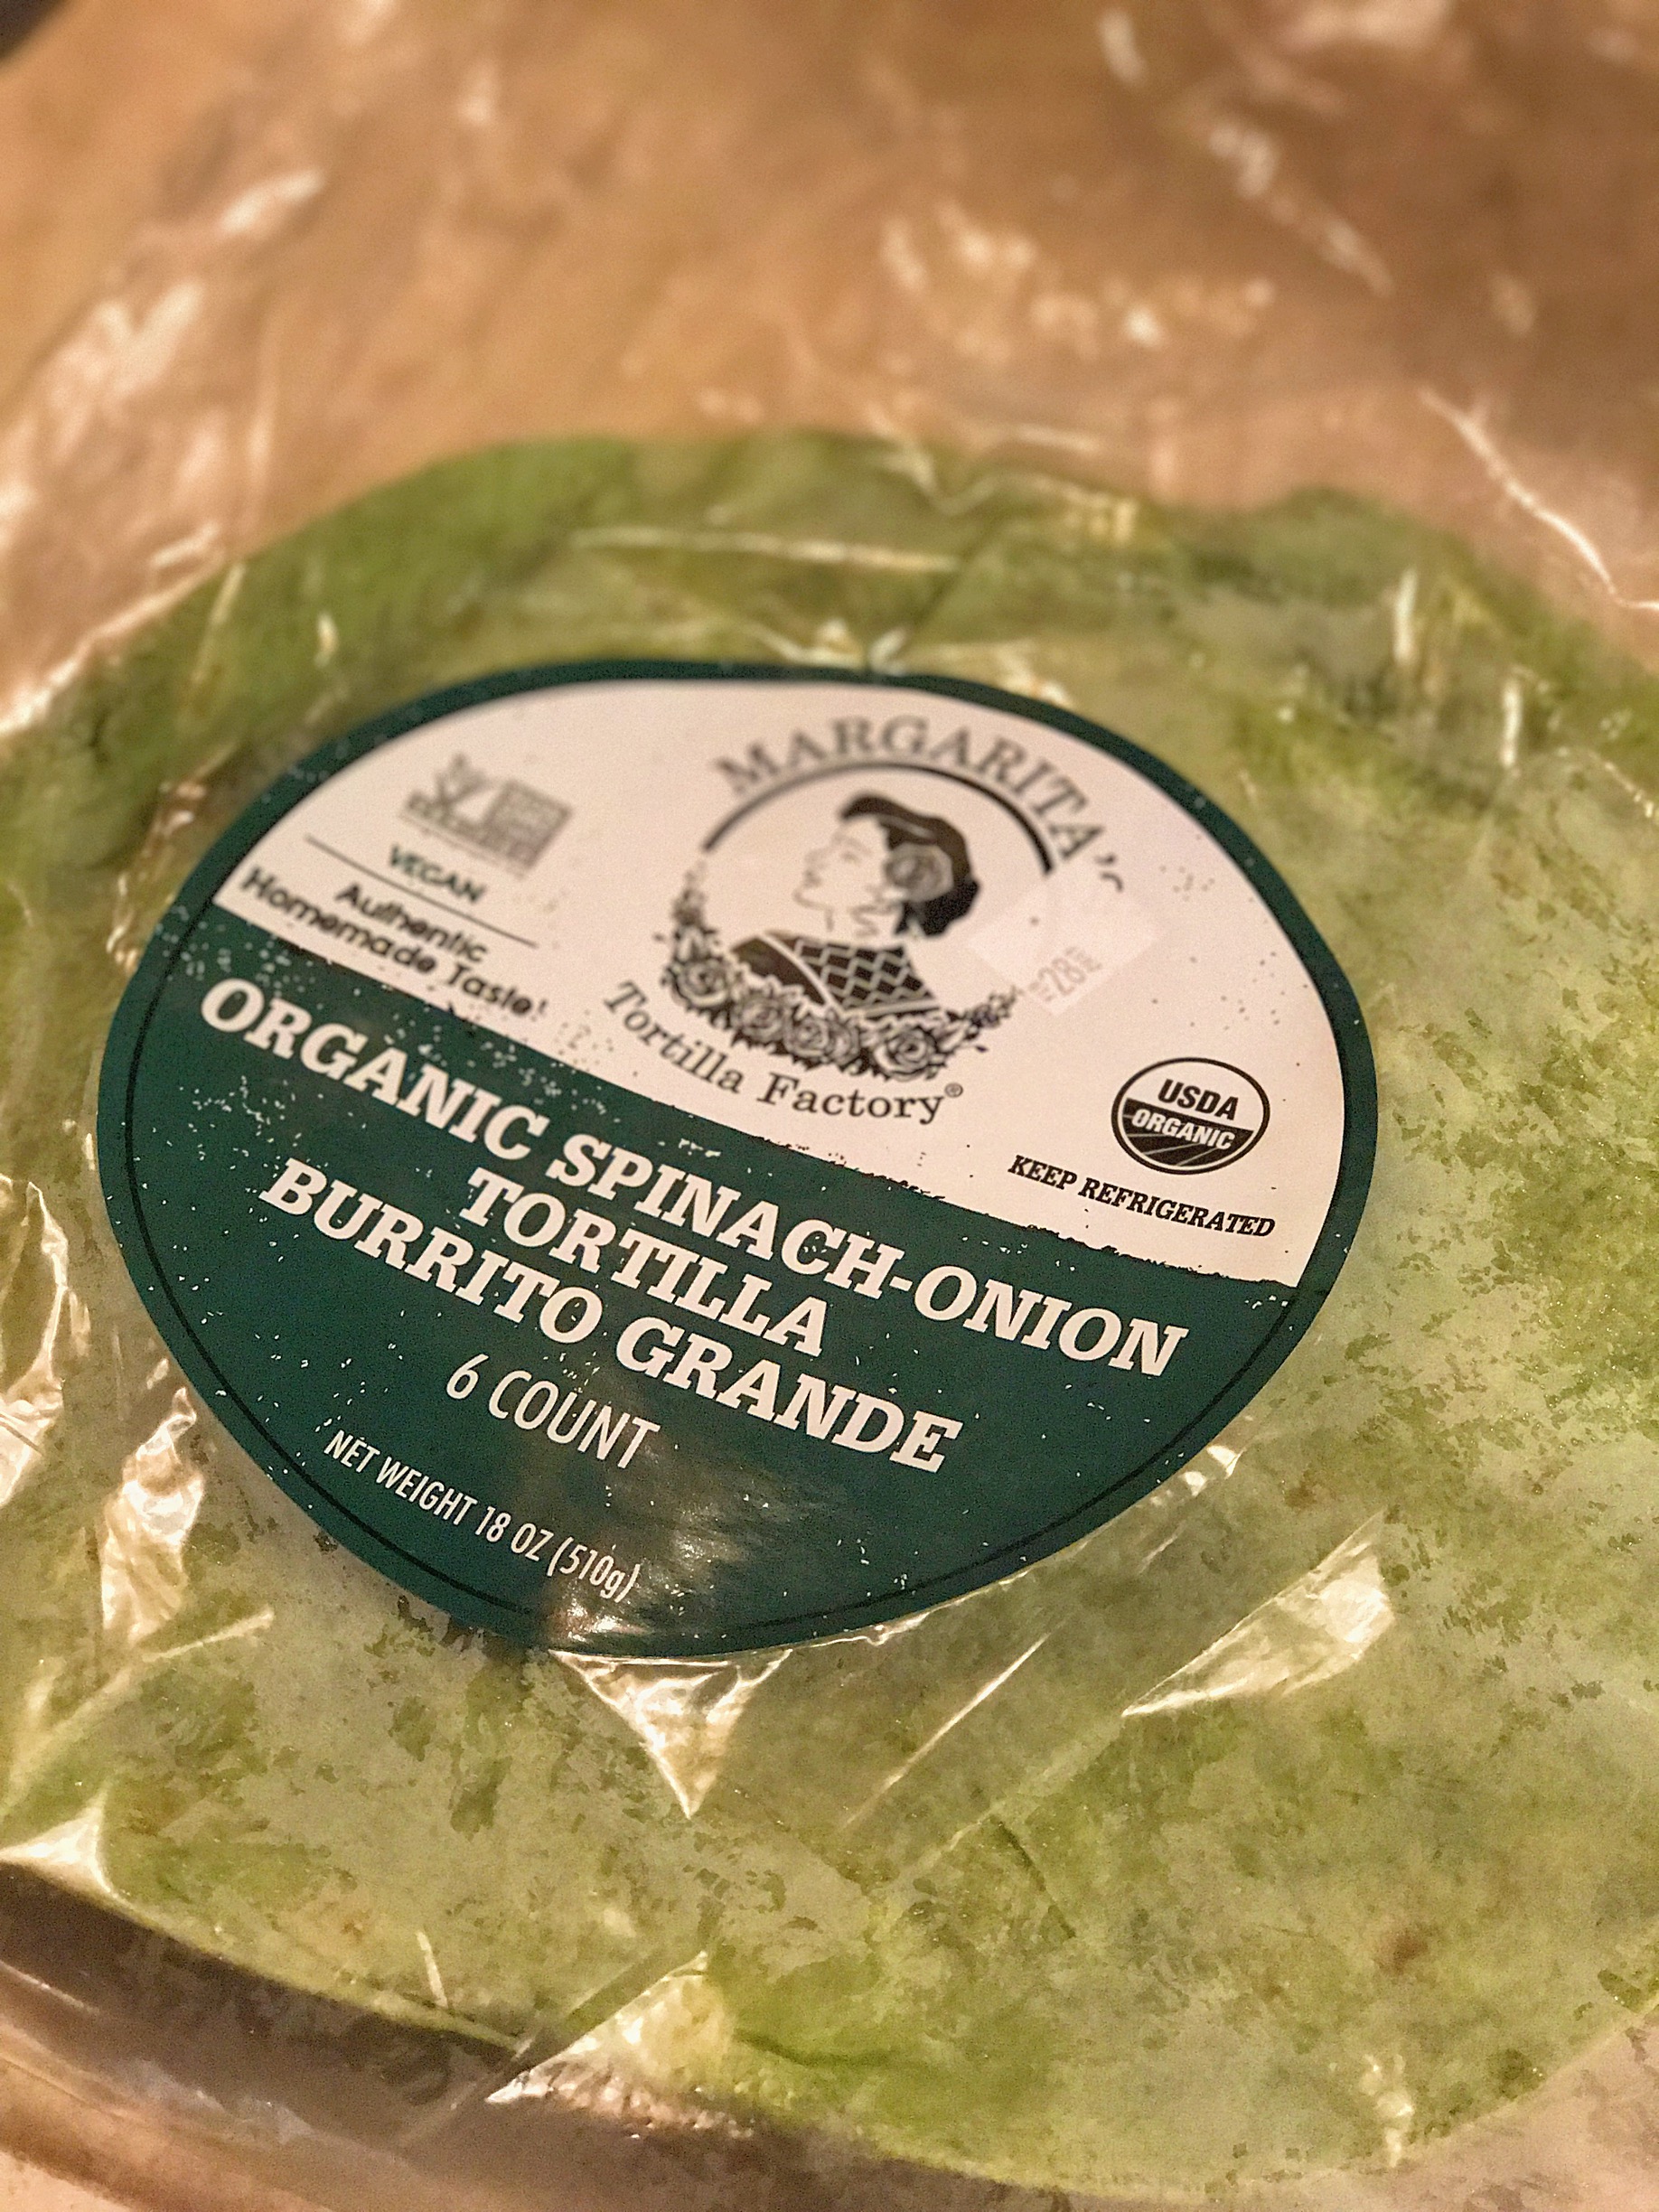 MARGARITA's
Tortilla Factory®
VEGAN
Authentic
Homemade Taste!
USDA
ORGANIC
KEEP REFRIGERATED
ORGANIC SPINACH-ONION
TORTILLA
BURRITO GRANDE
6 COUNT
NET WEIGHT 18 OZ (510g)